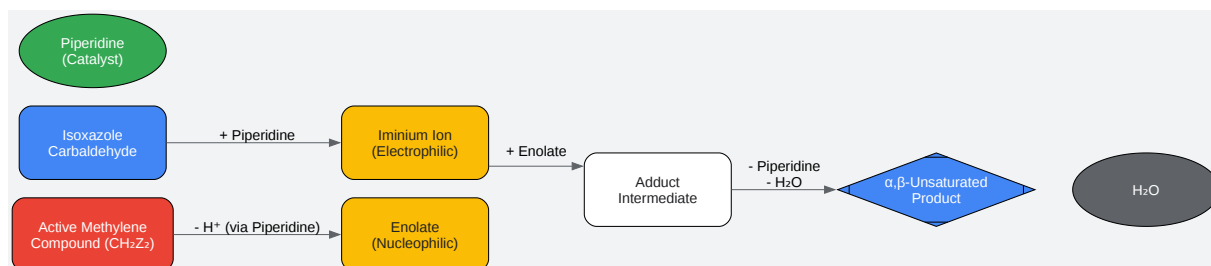 Piperidine
(Catalyst)
Isoxazole
Carbaldehyde
+ Piperidine
Iminium Ion
(Electrophilic)
+ Enolate
Active Methylene
Compound (CH₂Z₂)
- H⁺ (via Piperidine)
Enolate
(Nucleophilic)
Adduct
Intermediate
- Piperidine
- H₂O
α,β-Unsaturated
Product
H₂O